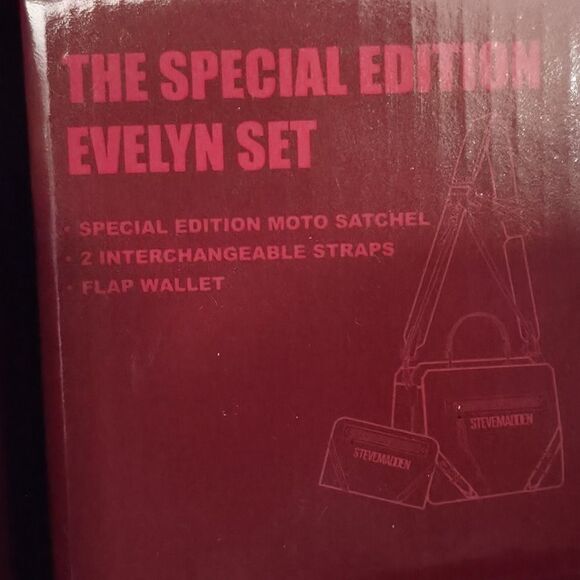 THE SPECIAL EDITION
EVELYN SET
• SPECIAL EDITION MOTO SATCHEL
• 2 INTERCHANGEABLE STRAPS
• FLAP WALLET
STEVEMADDEN
STEVEMADDEN